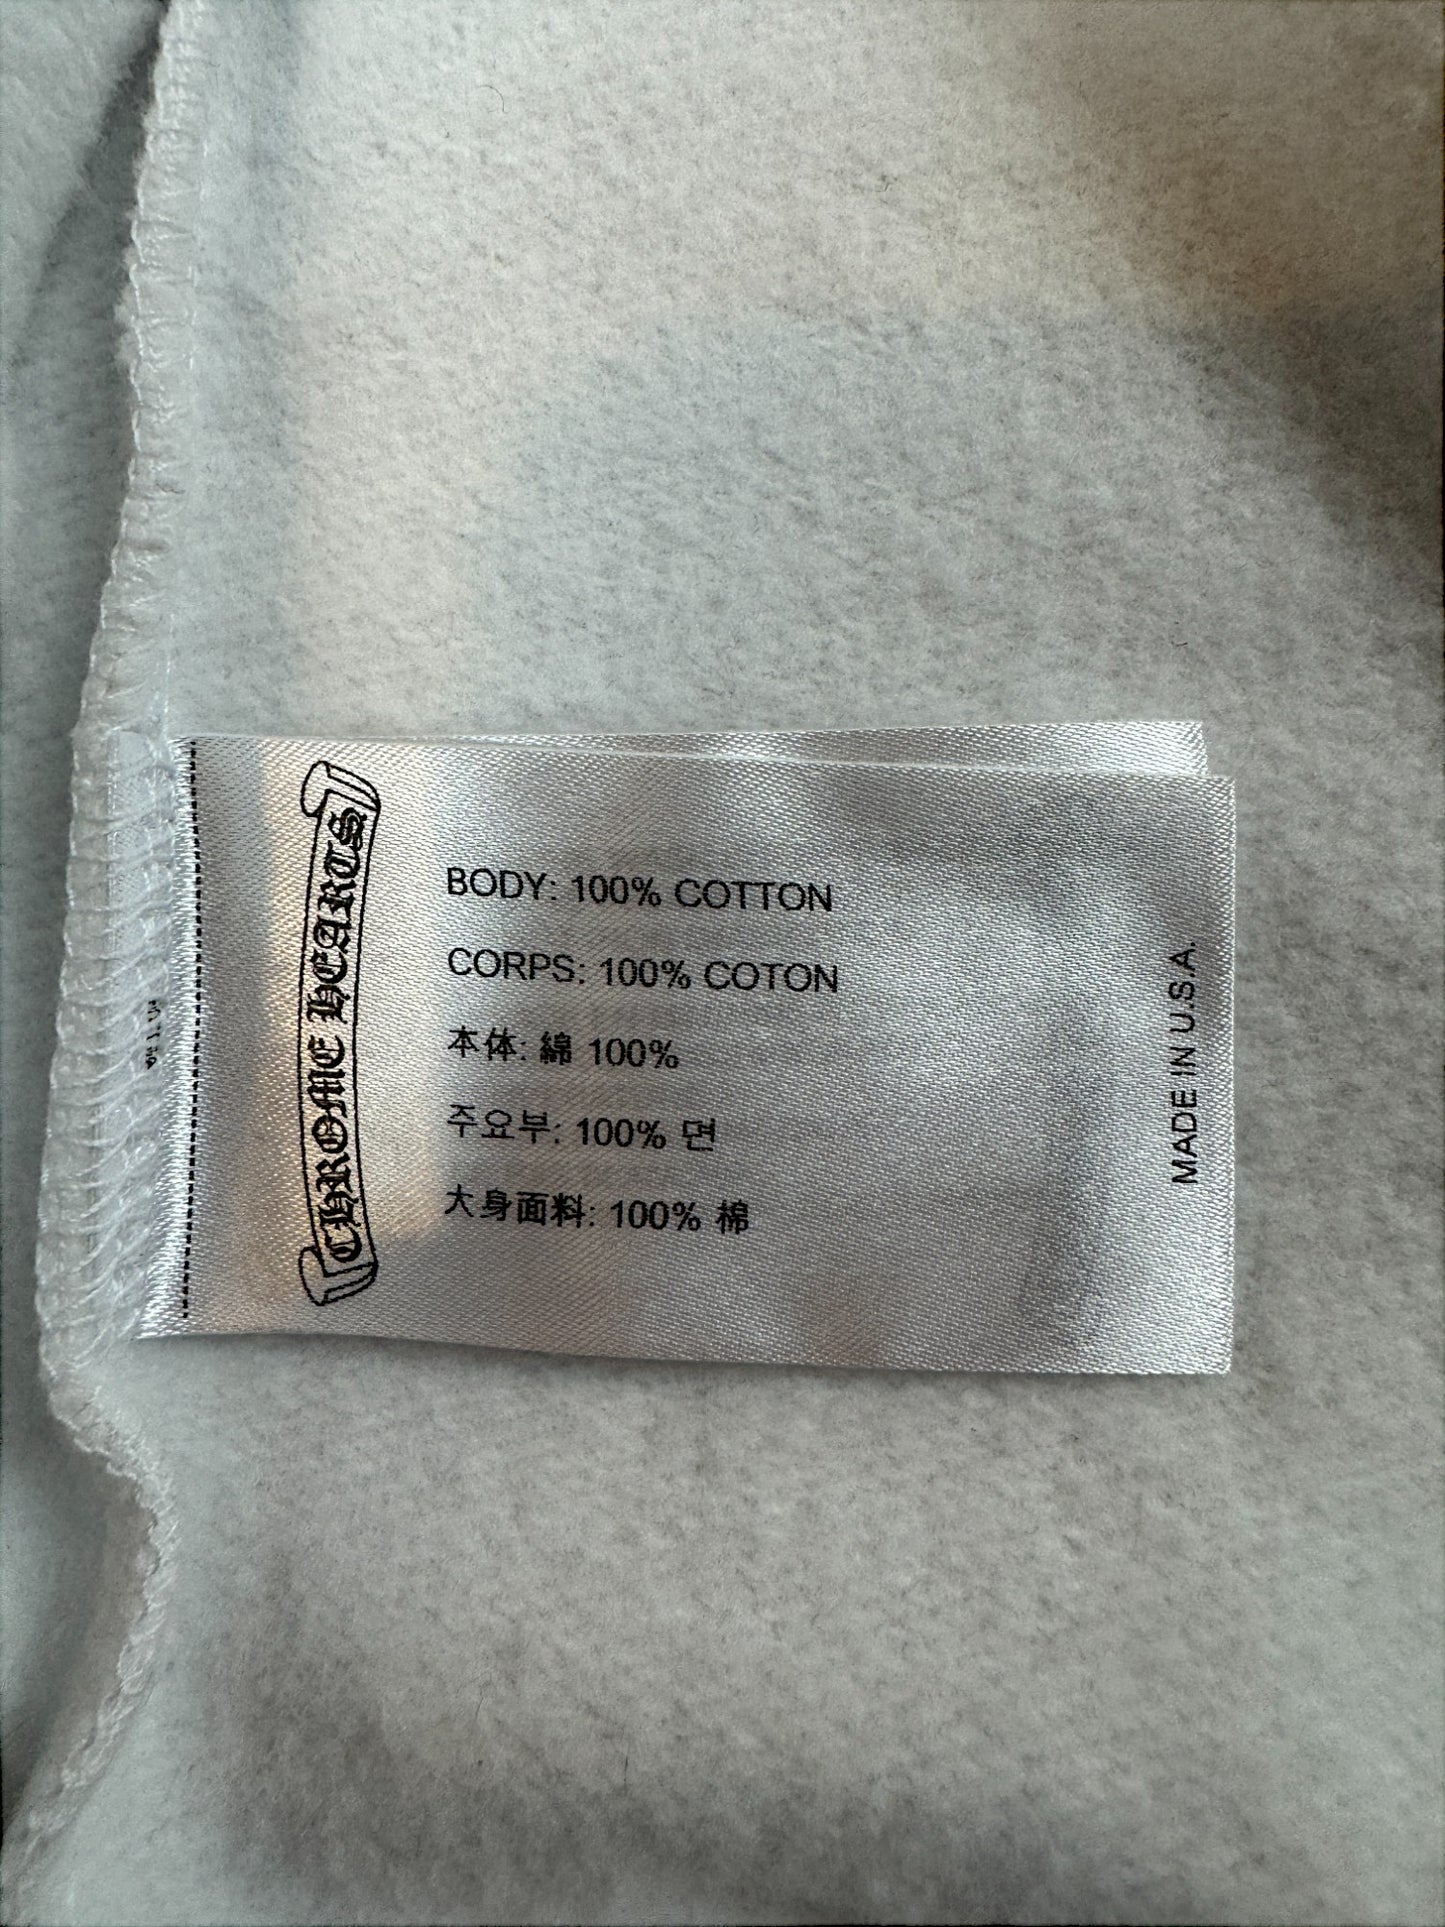 CHROME HEARTS
BODY: 100% COTTON
CORPS: 100% COTON
本体: 綿 100%
주요부: 100% 면
大身面料: 100% 棉
MADE IN U.S.A.